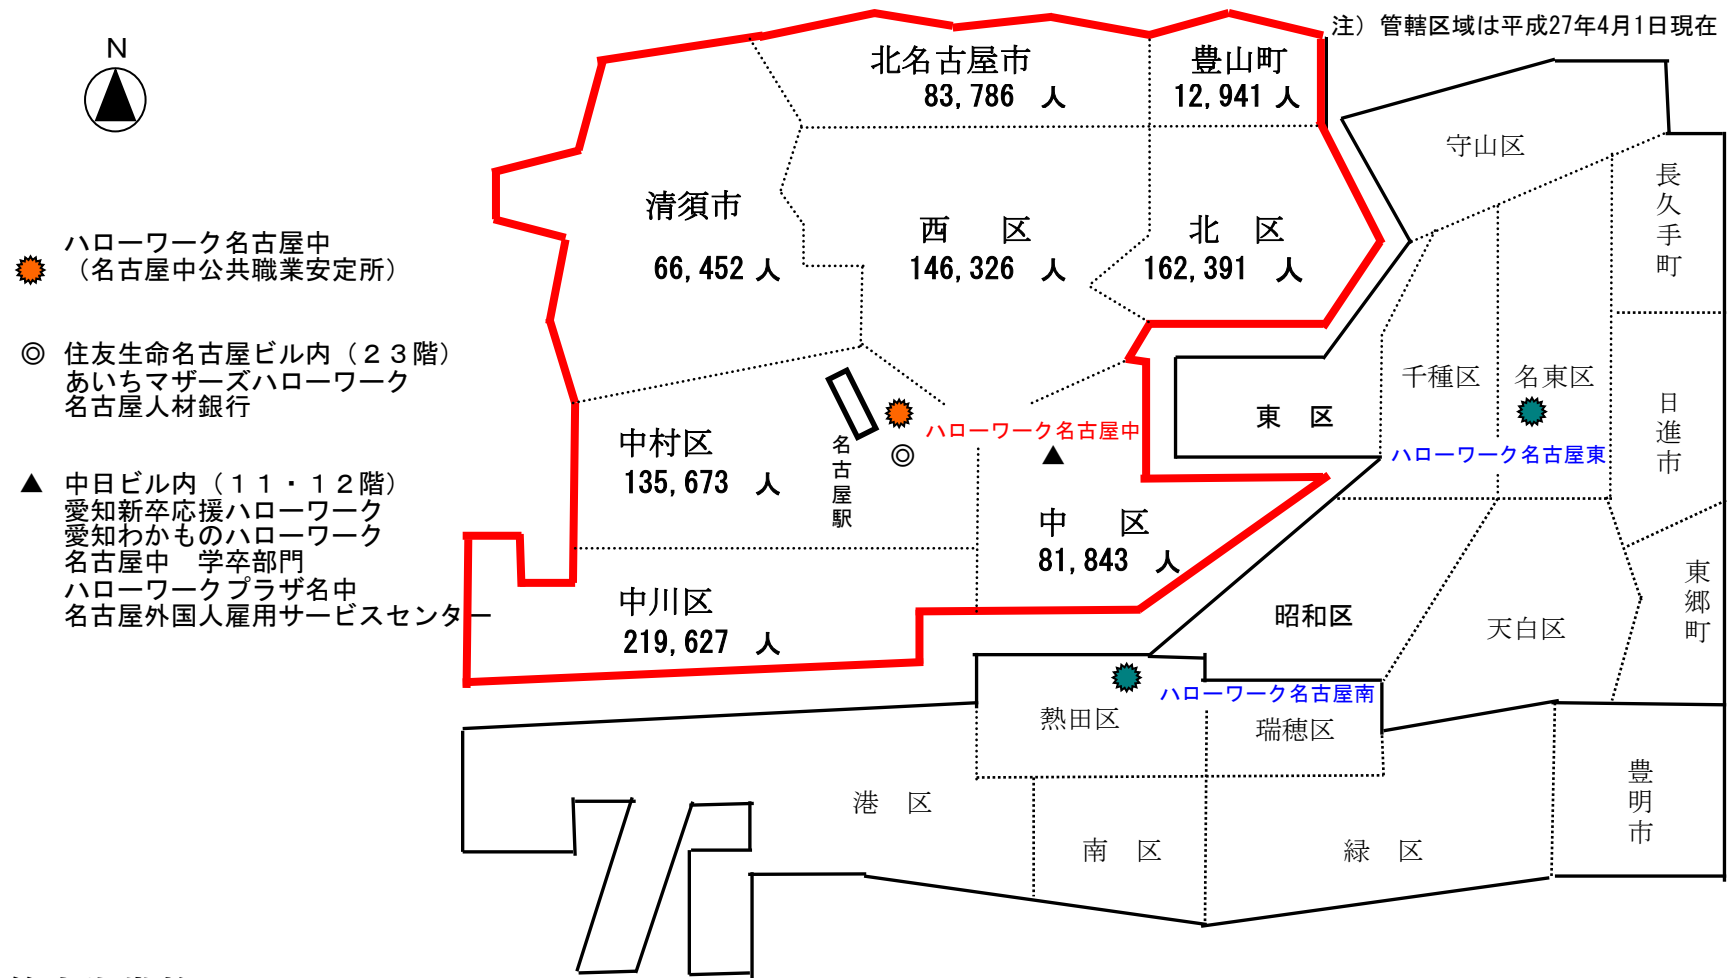 注）管轄区域は平成27年4月1日現在
N
北名古屋市
83,786 人
豊山町
12,941 人
守山区
長久手町
清須市
66,452 人
西　区
146,326 人
北　区
162,391 人
ハローワーク名古屋中
（名古屋中公共職業安定所）
◎ 住友生命名古屋ビル内（２３階）
あいちマザーズハローワーク
名古屋人材銀行
▲ 中日ビル内（１１・１２階）
愛知新卒応援ハローワーク
愛知わかものハローワーク
名古屋中　学卒部門
ハローワークプラザ名中
名古屋外国人雇用サービスセンター
千種区
名東区
日進市
東　区
ハローワーク名古屋中
ハローワーク名古屋東
中村区
135,673 人
名古屋駅
中　区
81,843 人
中川区
219,627 人
昭和区
天白区
東郷町
ハローワーク名古屋南
熱田区
瑞穂区
港　区
南　区
緑　区
豊明市